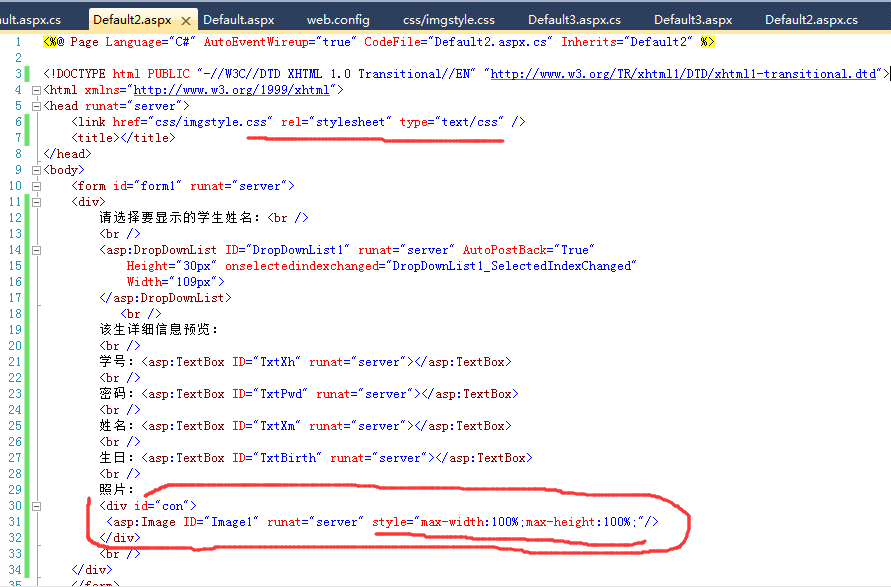 ult.aspx.cs Default2.aspx × Default.aspx web.config css/imgstyle.css Default3.aspx.cs Default3.aspx Default2.aspx.cs
1 <%@ Page Language="C#" AutoEventWireup="true" CodeFile="Default2.aspx.cs" Inherits="Default2" %>
2
3 <!DOCTYPE html PUBLIC "-//W3C//DTD XHTML 1.0 Transitional//EN" "http://www.w3.org/TR/xhtml1/DTD/xhtml1-transitional.dtd">
4 <html xmlns="http://www.w3.org/1999/xhtml">
5 <head runat="server">
6 <link href="css/imgstyle.css" rel="stylesheet" type="text/css" />
7 <title></title>
8 </head>
9 <body>
10 <form id="form1" runat="server">
11 <div>
12 请选择要显示的学生姓名：<br />
13 <br />
14 <asp:DropDownList ID="DropDownList1" runat="server" AutoPostBack="True"
15 Height="30px" onselectedindexchanged="DropDownList1_SelectedIndexChanged"
16 Width="109px">
17 </asp:DropDownList>
18 <br />
19 该生详细信息预览：
20 <br />
21 学号：<asp:TextBox ID="TxtXh" runat="server"></asp:TextBox>
22 <br />
23 密码：<asp:TextBox ID="TxtPwd" runat="server"></asp:TextBox>
24 <br />
25 姓名：<asp:TextBox ID="TxtXm" runat="server"></asp:TextBox>
26 <br />
27 生日：<asp:TextBox ID="TxtBirth" runat="server"></asp:TextBox>
28 <br />
29 照片：
30 <div id="con">
31 <asp:Image ID="Image1" runat="server" style="max-width:100%;max-height:100%;"/>
32 </div>
33 <br />
34 </div>
35 </form>